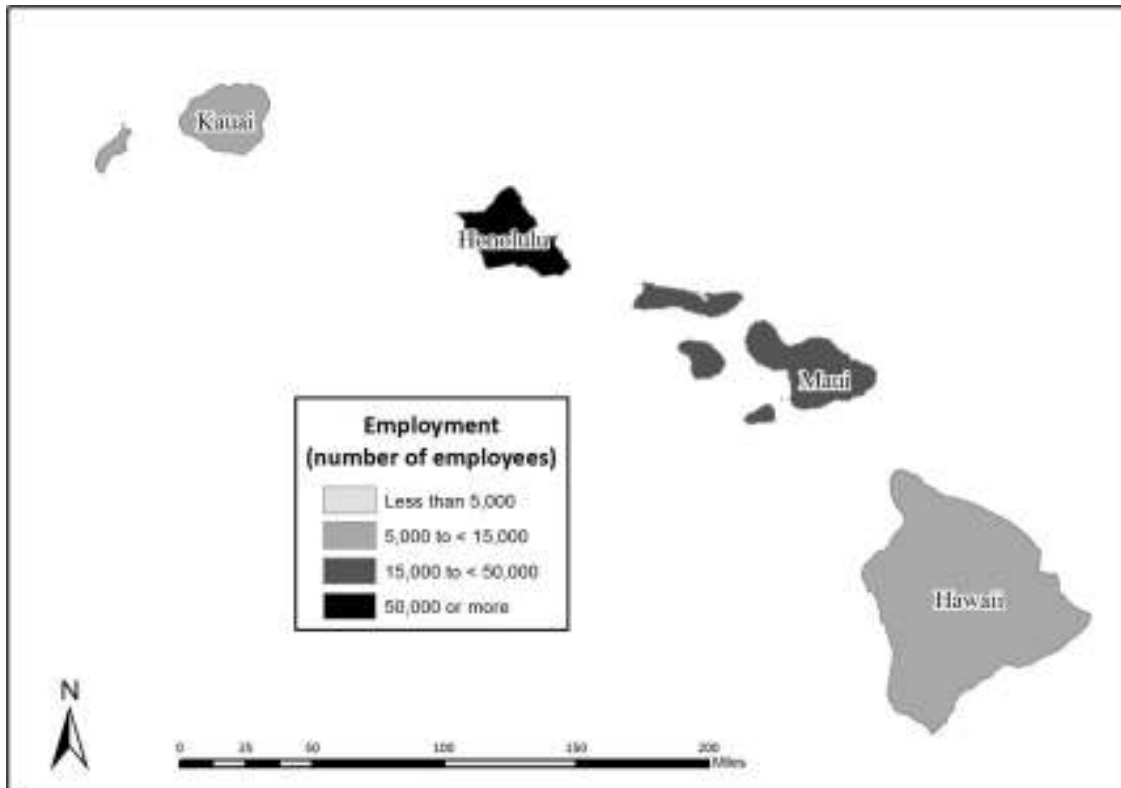 Kauai
Honolulu
Maui
Employment
(number of employees)
Less than 5,000
5,000 to < 15,000
15,000 to < 50,000
50,000 or more
Hawaii
N
0 25 50 100 150 200
Miles